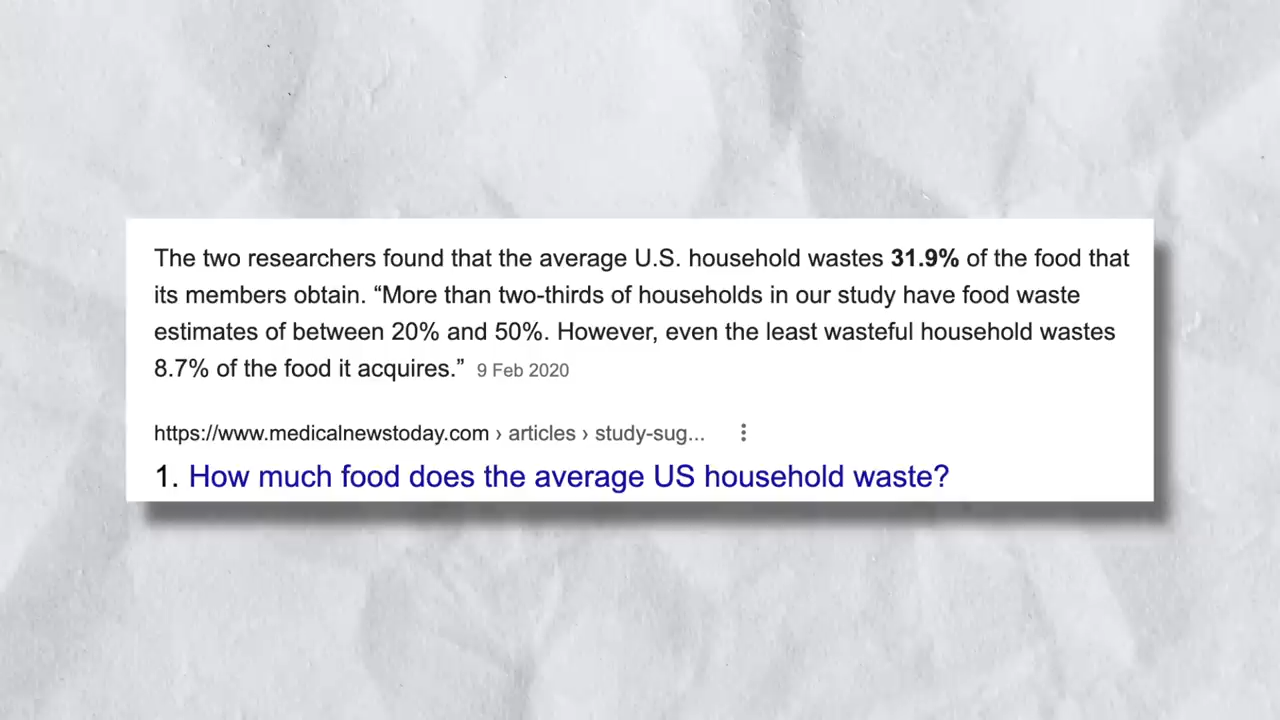 The two researchers found that the average U.S. household wastes 31.9% of the food that
its members obtain. “More than two-thirds of households in our study have food waste
estimates of between 20% and 50%. However, even the least wasteful household wastes
8.7% of the food it acquires.” 9 Feb 2020
https://www.medicalnewstoday.com › articles › study-sug...
1. How much food does the average US household waste?